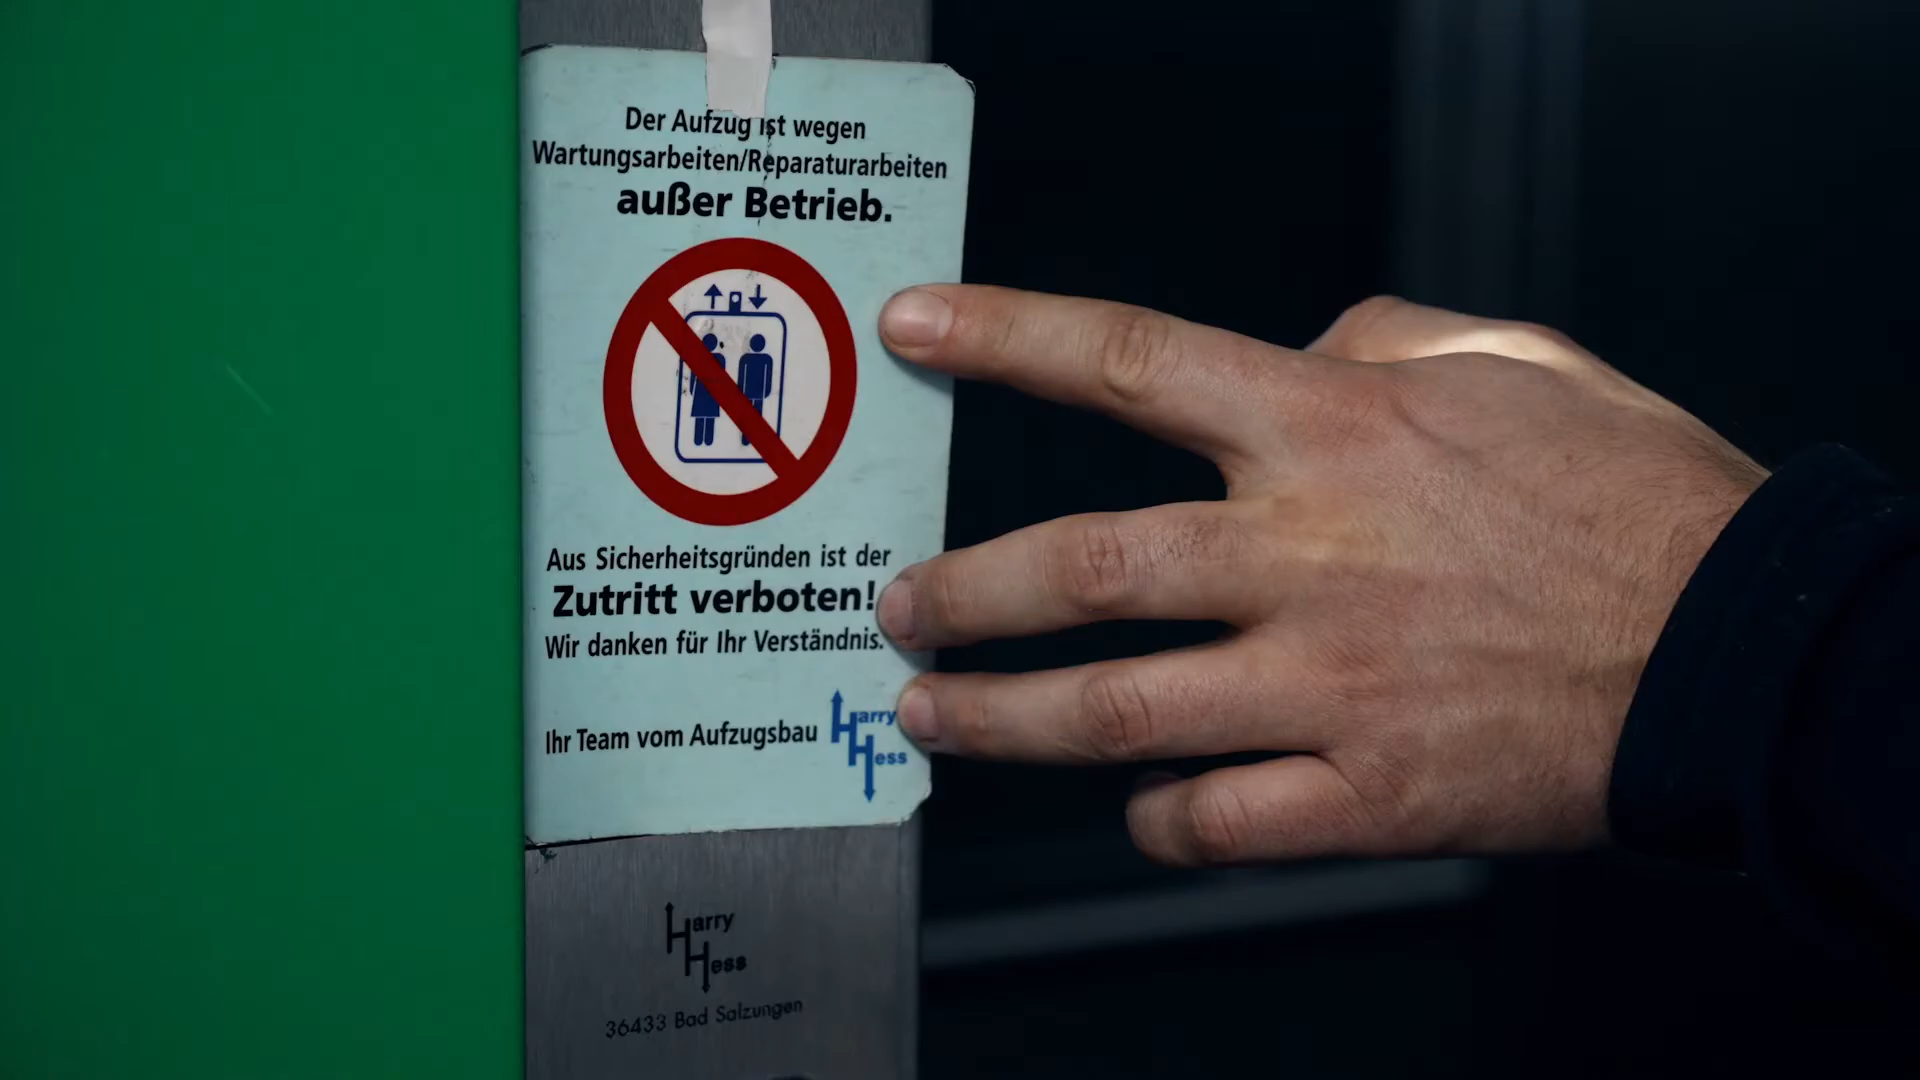 Der Aufzug ist wegen
Wartungsarbeiten/Reparaturarbeiten
außer Betrieb.
Aus Sicherheitsgründen ist der
Zutritt verboten!
Wir danken für Ihr Verständnis.
Ihr Team vom Aufzugsbau Harry Hess
Harry
Hess
36433 Bad Salzungen